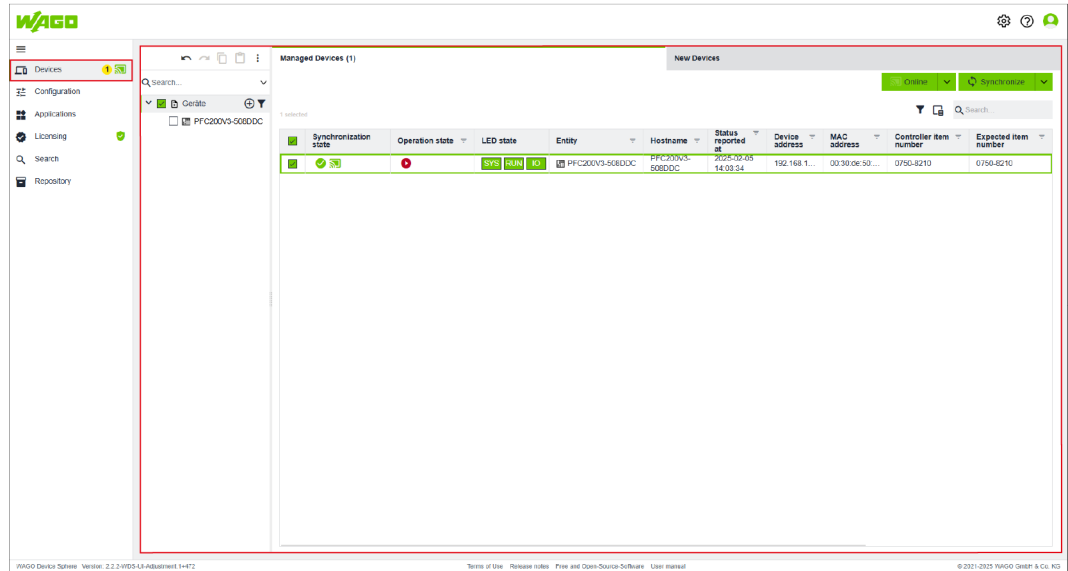 WAGO
Devices 1
Configuration
Applications
Licensing
Search
Repository
Search...
Geräte
PFC200V3-508DDC
Managed Devices (1)
New Devices
Online
Synchronize
1 selected
Search...
Synchronization state
Operation state
LED state
Entity
Hostname
Status reported at
Device address
MAC address
Controller item number
Expected item number
SYS RUN IO
PFC200V3-508DDC
PFC200V3-508DDC
2025-02-05 14:03:34
192.168.1...
00:30:de:50:...
0750-8210
0750-8210
WAGO Device Sphere Version: 2.2.2-WDS-UI-Adjustment.1+472
Terms of Use Release notes Free and Open-Source-Software User manual
© 2021-2025 WAGO GmbH & Co. KG